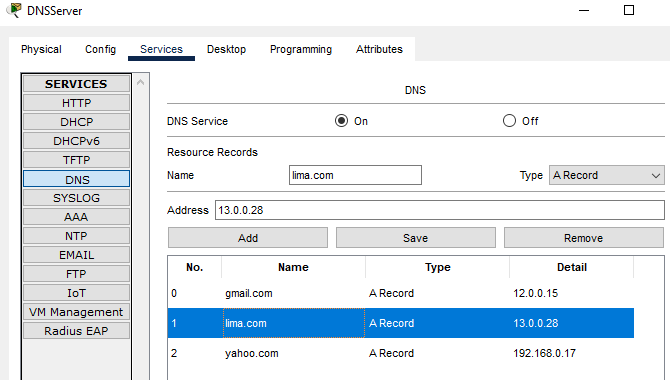 DNSServer
Physical Config Services Desktop Programming Attributes
SERVICES
HTTP
DHCP
DHCPv6
TFTP
DNS
SYSLOG
AAA
NTP
EMAIL
FTP
IoT
VM Management
Radius EAP
DNS
DNS Service On Off
Resource Records
Name lima.com Type A Record
Address 13.0.0.28
Add Save Remove
No. Name Type Detail
0 gmail.com A Record 12.0.0.15
1 lima.com A Record 13.0.0.28
2 yahoo.com A Record 192.168.0.17